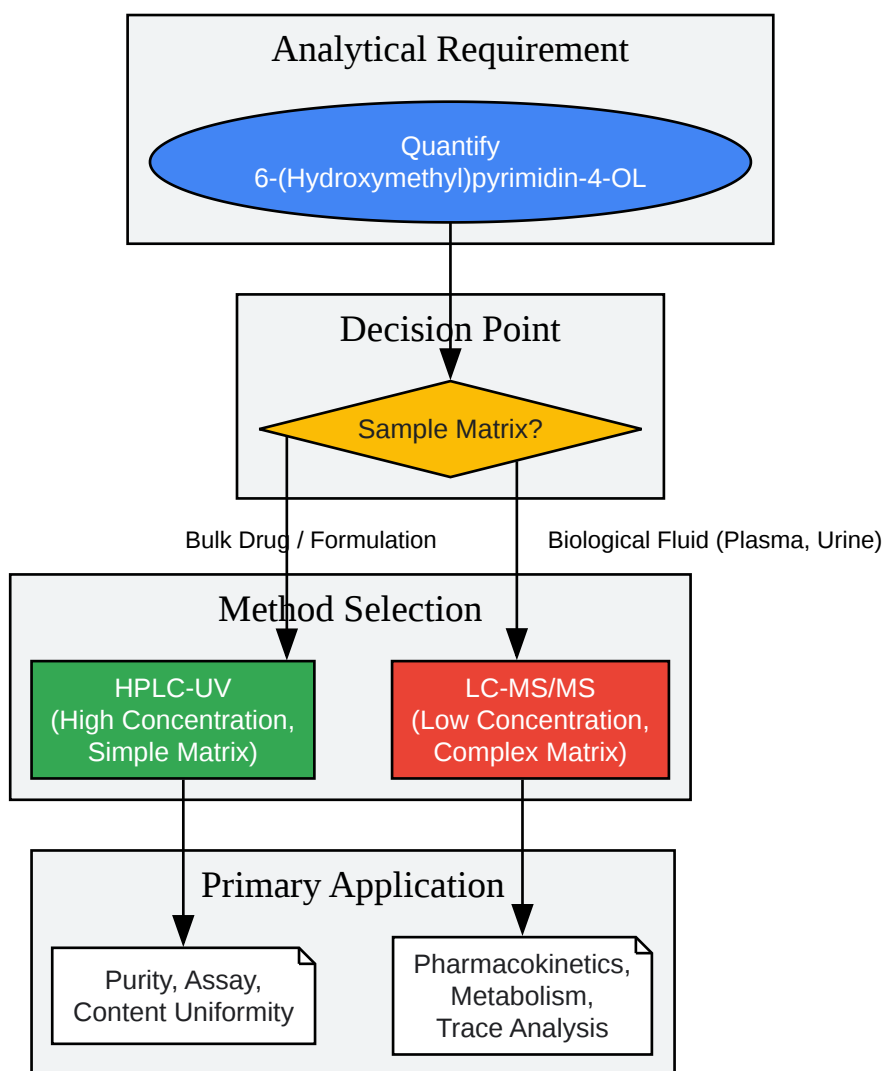 Analytical Requirement
Quantify
6-(Hydroxymethyl)pyrimidin-4-OL
Decision Point
Sample Matrix?
Bulk Drug / Formulation
Biological Fluid (Plasma, Urine)
Method Selection
HPLC-UV
(High Concentration,
Simple Matrix)
LC-MS/MS
(Low Concentration,
Complex Matrix)
Primary Application
Purity, Assay,
Content Uniformity
Pharmacokinetics,
Metabolism,
Trace Analysis